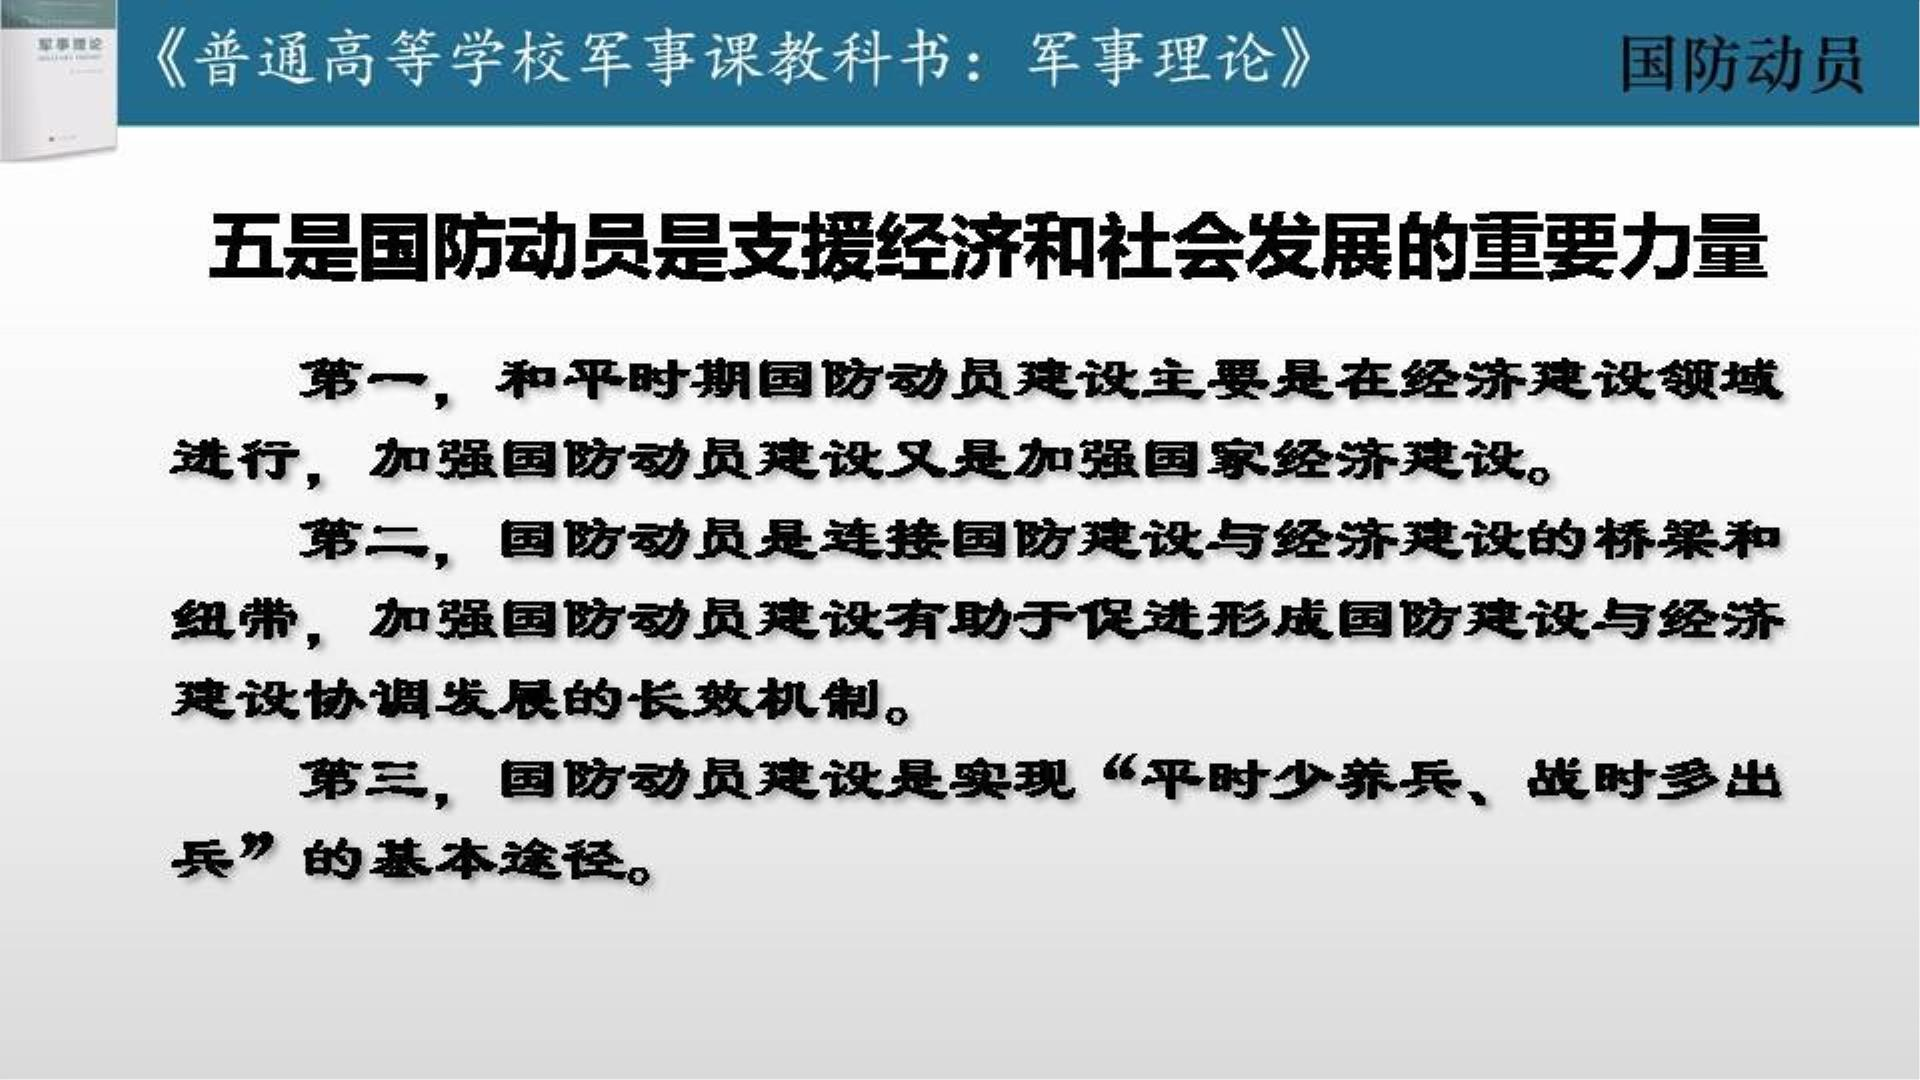 军事理论
《普通高等学校军事课教科书：军事理论》
国防动员
五是国防动员是支援经济和社会发展的重要力量
第一，和平时期国防动员建设主要是在经济建设领域
进行，加强国防动员建设又是加强国家经济建设。
第二，国防动员是连接国防建设与经济建设的桥梁和
纽带，加强国防动员建设有助于促进形成国防建设与经济
建设协调发展的长效机制。
第三，国防动员建设是实现“平时少养兵、战时多出
兵”的基本途径。